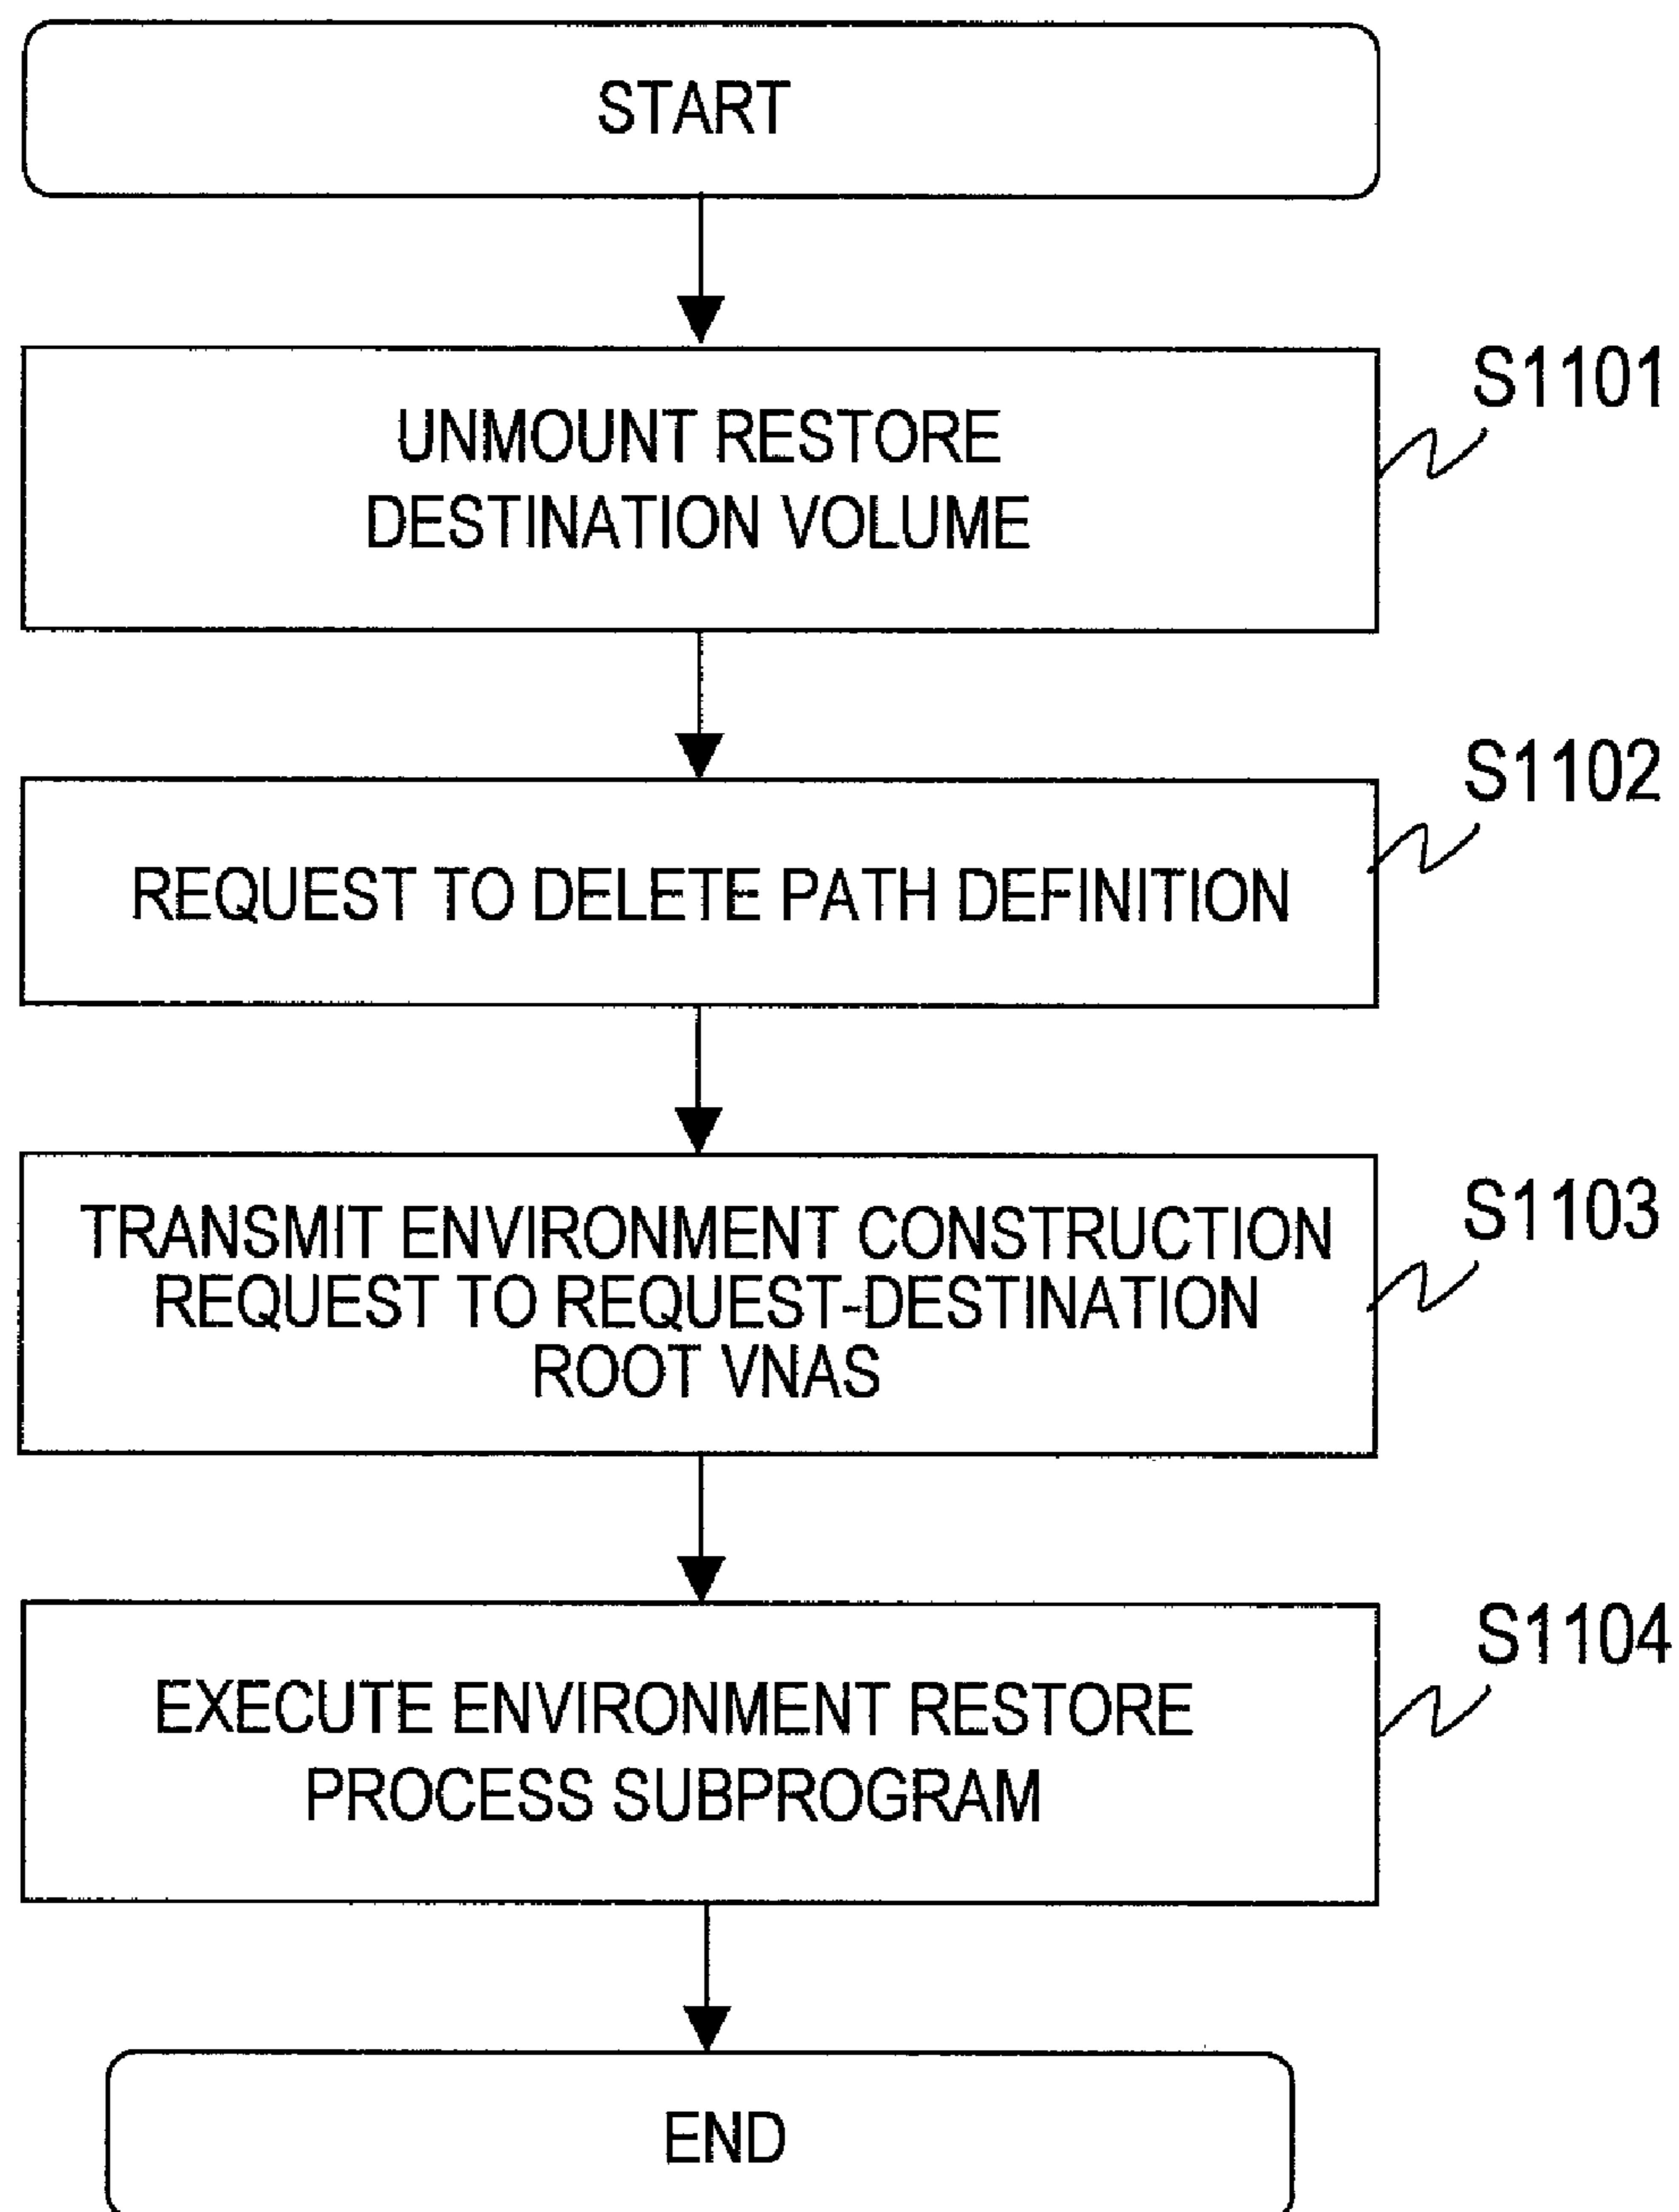 START
S1101
UNMOUNT RESTORE
DESTINATION VOLUME
S1102
REQUEST TO DELETE PATH DEFINITION
S1103
TRANSMIT ENVIRONMENT CONSTRUCTION
REQUEST TO REQUEST-DESTINATION
ROOT VNAS
S1104
EXECUTE ENVIRONMENT RESTORE
PROCESS SUBPROGRAM
END